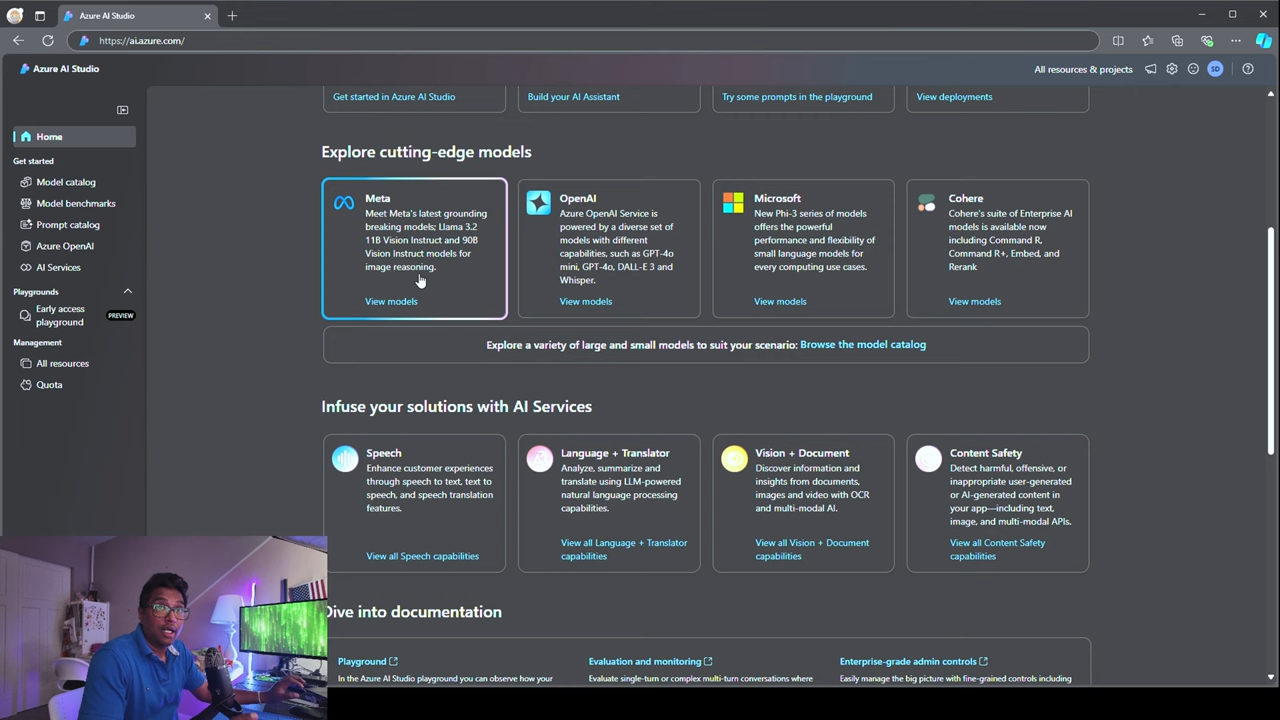 Azure AI Studio
https://ai.azure.com/
Azure AI Studio
All resources & projects
SD
Home
Get started
Model catalog
Model benchmarks
Prompt catalog
Azure OpenAI
AI Services
Playgrounds
Early access
playground
PREVIEW
Management
All resources
Quota
Get started in Azure AI Studio
Build your AI Assistant
Try some prompts in the playground
View deployments
Explore cutting-edge models
Meta
Meet Meta's latest grounding
breaking models; Llama 3.2
11B Vision Instruct and 90B
Vision Instruct models for
image reasoning.
View models
OpenAI
Azure OpenAI Service is
powered by a diverse set of
models with different
capabilities, such as GPT-4o
mini, GPT-4o, DALL-E 3 and
Whisper.
View models
Microsoft
New Phi-3 series of models
offers the powerful
performance and flexibility of
small language models for
every computing use cases.
View models
Cohere
Cohere's suite of Enterprise AI
models is available now
including Command R,
Command R+, Embed, and
Rerank
View models
Explore a variety of large and small models to suit your scenario: Browse the model catalog
Infuse your solutions with AI Services
Speech
Enhance customer experiences
through speech to text, text to
speech, and speech translation
features.
View all Speech capabilities
Language + Translator
Analyze, summarize and
translate using LLM-powered
natural language processing
capabilities.
View all Language + Translator
capabilities
Vision + Document
Discover information and
insights from documents,
images and video with OCR
and multi-modal AI.
View all Vision + Document
capabilities
Content Safety
Detect harmful, offensive, or
inappropriate user-generated
or AI-generated content in
your app—including text,
image, and multi-modal APIs.
View all Content Safety
capabilities
Dive into documentation
Playground
In the Azure AI Studio playground you can observe how your
Evaluation and monitoring
Evaluate single-turn or complex multi-turn conversations where
Enterprise-grade admin controls
Easily manage the big picture with fine-grained controls including